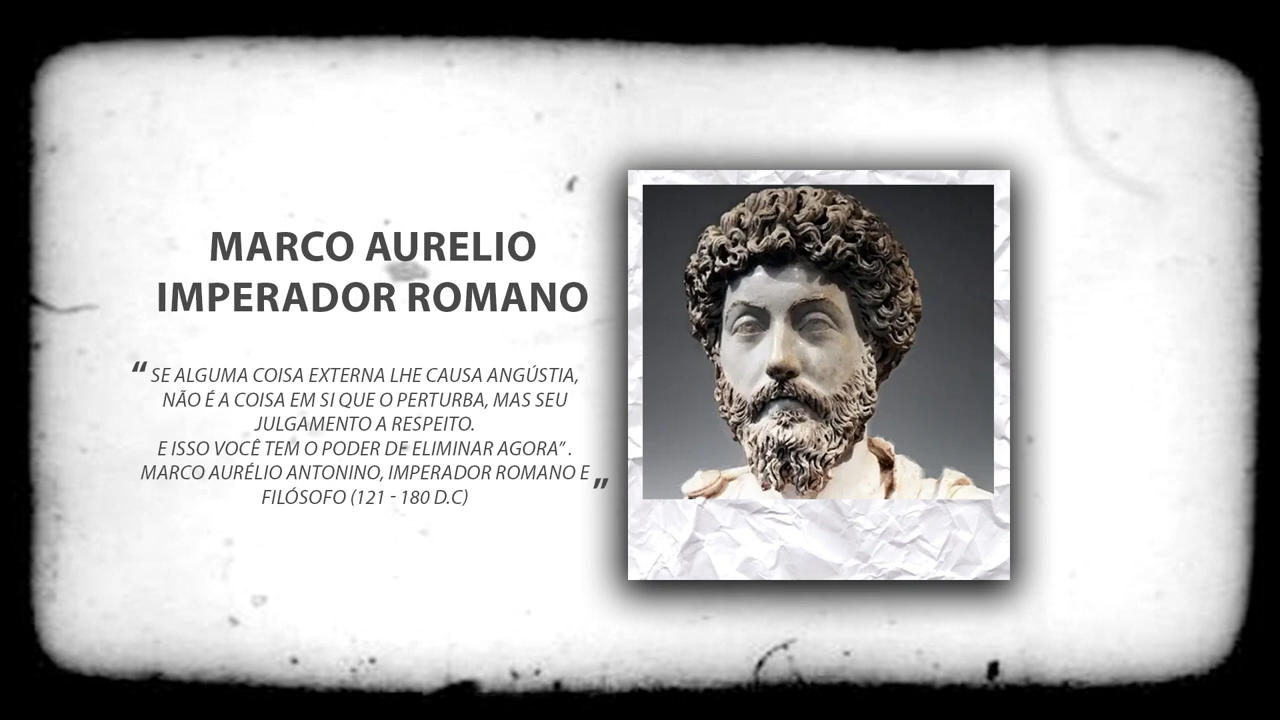 MARCO AURELIO
IMPERADOR ROMANO
“ SE ALGUMA COISA EXTERNA LHE CAUSA ANGÚSTIA,
NÃO É A COISA EM SI QUE O PERTURBA, MAS SEU
JULGAMENTO A RESPEITO.
E ISSO VOCÊ TEM O PODER DE ELIMINAR AGORA” .
MARCO AURÉLIO ANTONINO, IMPERADOR ROMANO E
FILÓSOFO (121 - 180 D.C) ”